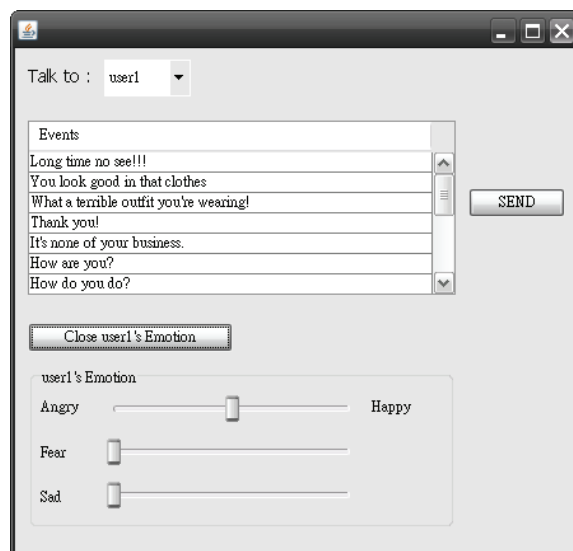 Talk to : user1
Events
Long time no see!!!
You look good in that clothes
What a terrible outfit you're wearing!
Thank you!
It's none of your business.
How are you?
How do you do?
SEND
Close user1's Emotion
user1's Emotion
Angry Happy
Fear
Sad